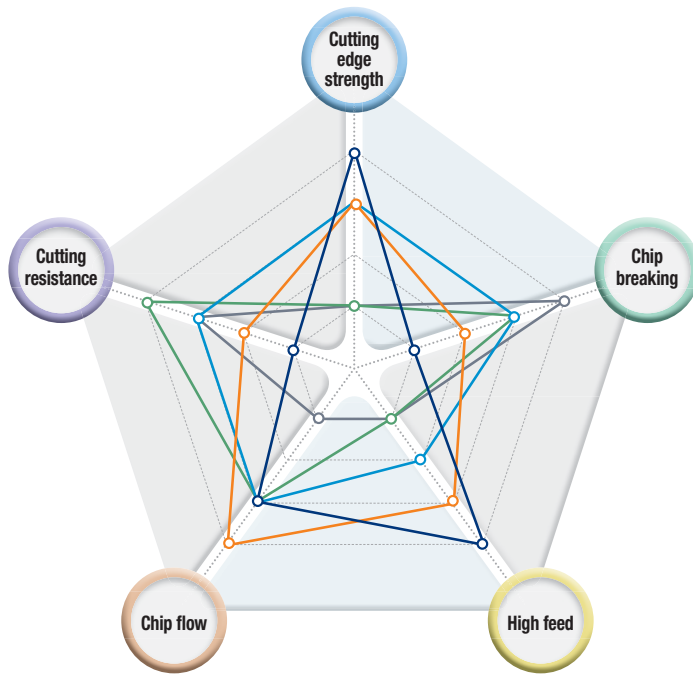 Cutting
edge
strength
Cutting
resistance
Chip
breaking
Chip flow
High feed